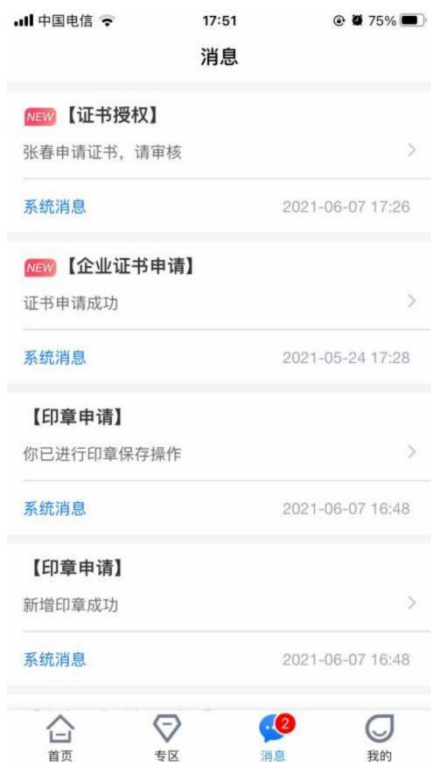 中国电信 17:51 75%
消息
NEW 【证书授权】
张春申请证书，请审核
系统消息 2021-06-07 17:26
NEW 【企业证书申请】
证书申请成功
系统消息 2021-05-24 17:28
【印章申请】
你已进行印章保存操作
系统消息 2021-06-07 16:48
【印章申请】
新增印章成功
系统消息 2021-06-07 16:48
2
首页 专区 消息 我的